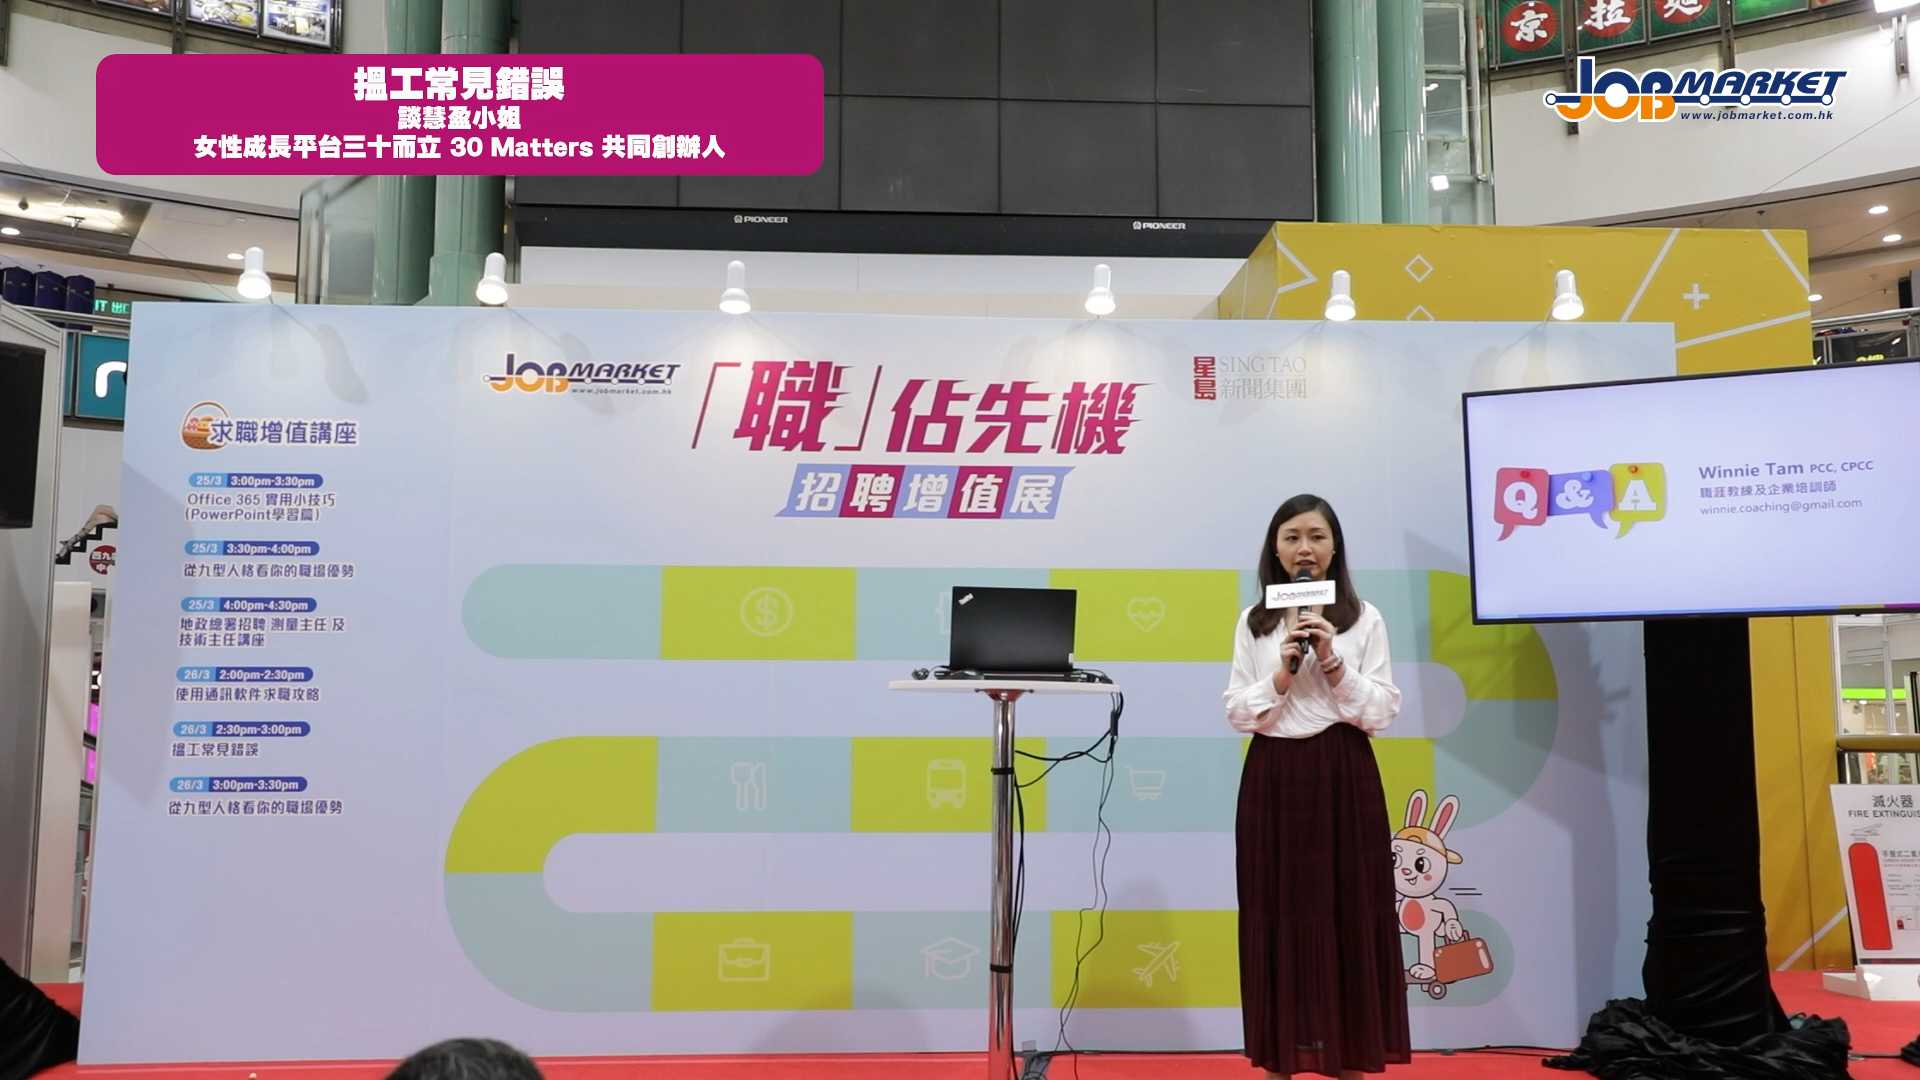 搵工常見錯誤
談慧盈小姐
女性成長平台三十而立 30 Matters 共同創辦人
JOBMARKET
www.jobmarket.com.hk
京拉麵
PIONEER
PIONEER
IT 出口
JOBMARKET
www.jobmarket.com.hk
「職」佔先機
招聘增值展
星島 SING TAO
新聞集團
求職增值講座
25/3 3:00pm-3:30pm
Office 365 實用小技巧
(PowerPoint學習篇)
25/3 3:30pm-4:00pm
從九型人格看你的職場優勢
25/3 4:00pm-4:30pm
地政總署招聘 測量主任 及
技術主任講座
26/3 2:00pm-2:30pm
使用通訊軟件求職攻略
26/3 2:30pm-3:00pm
搵工常見錯誤
26/3 3:00pm-3:30pm
從九型人格看你的職場優勢
Q & A
Winnie Tam PCC, CPCC
職涯教練及企業培訓師
winnie.coaching@gmail.com
JOBMARKET
滅火器
FIRE EXTINGUIS